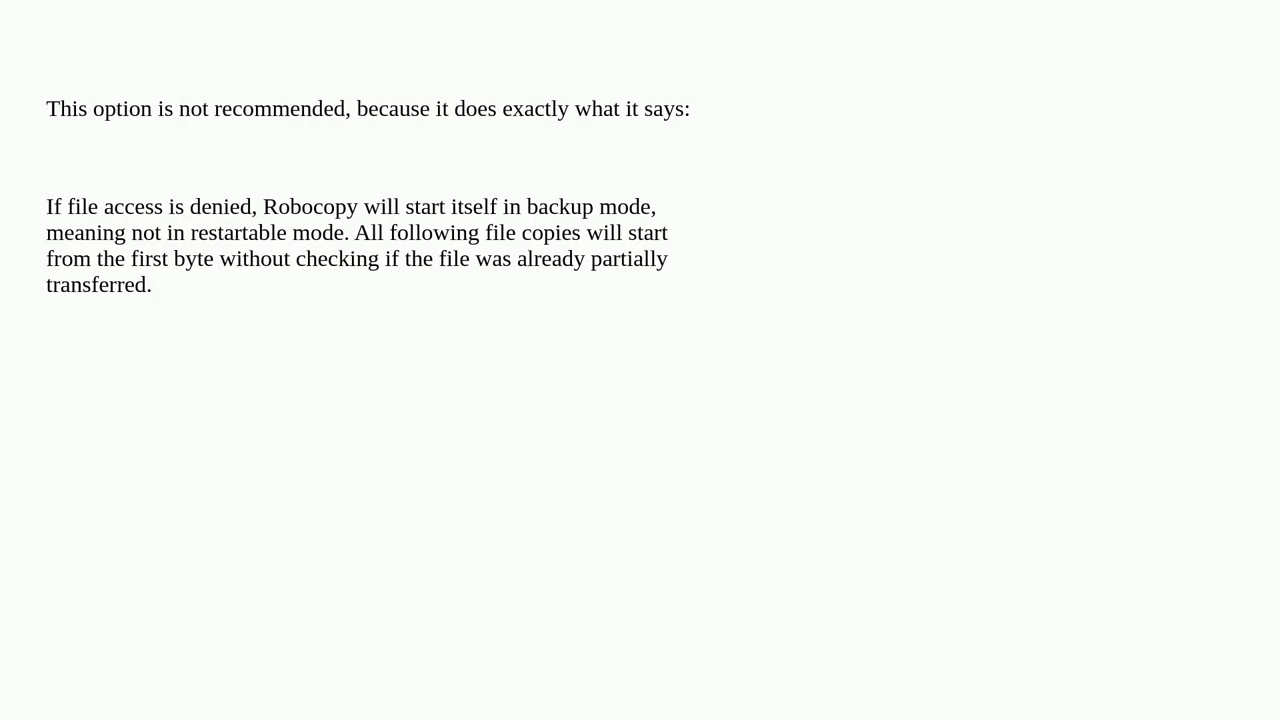 This option is not recommended, because it does exactly what it says:
If file access is denied, Robocopy will start itself in backup mode,
meaning not in restartable mode. All following file copies will start
from the first byte without checking if the file was already partially
transferred.